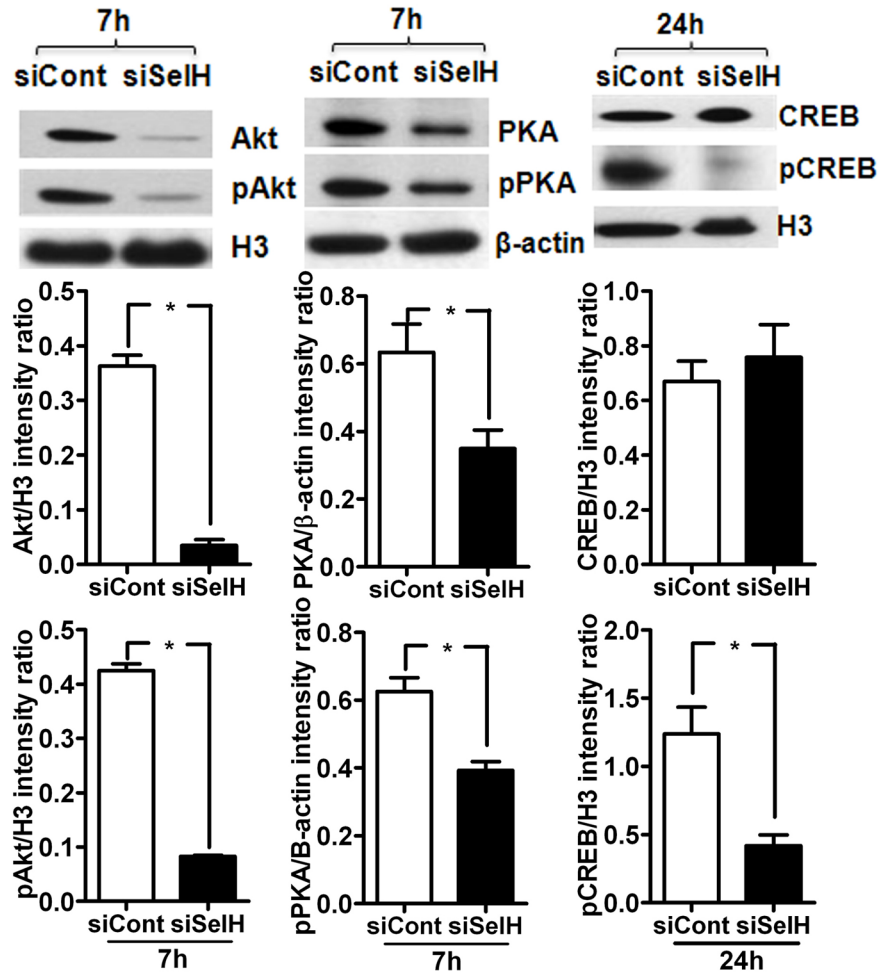 7h
siCont siSelH
Akt
pAkt
H3
7h
siCont siSelH
PKA
pPKA
β-actin
24h
siCont siSelH
CREB
pCREB
H3
Akt/H3 intensity ratio
0.5
0.4
0.3
0.2
0.1
0.0
siCont siSelH
PKA/β-actin intensity ratio
0.8
0.6
0.4
0.2
0.0
siCont siSelH
CREB/H3 intensity ratio
1.0
0.8
0.6
0.4
0.2
0.0
siCont siSelH
pAkt/H3 intensity ratio
0.5
0.4
0.3
0.2
0.1
0.0
siCont siSelH
7h
pPKA/B-actin intensity ratio
0.8
0.6
0.4
0.2
0.0
siCont siSelH
7h
pCREB/H3 intensity ratio
2.0
1.5
1.0
0.5
0.0
siCont siSelH
24h
*
*
*
*
*